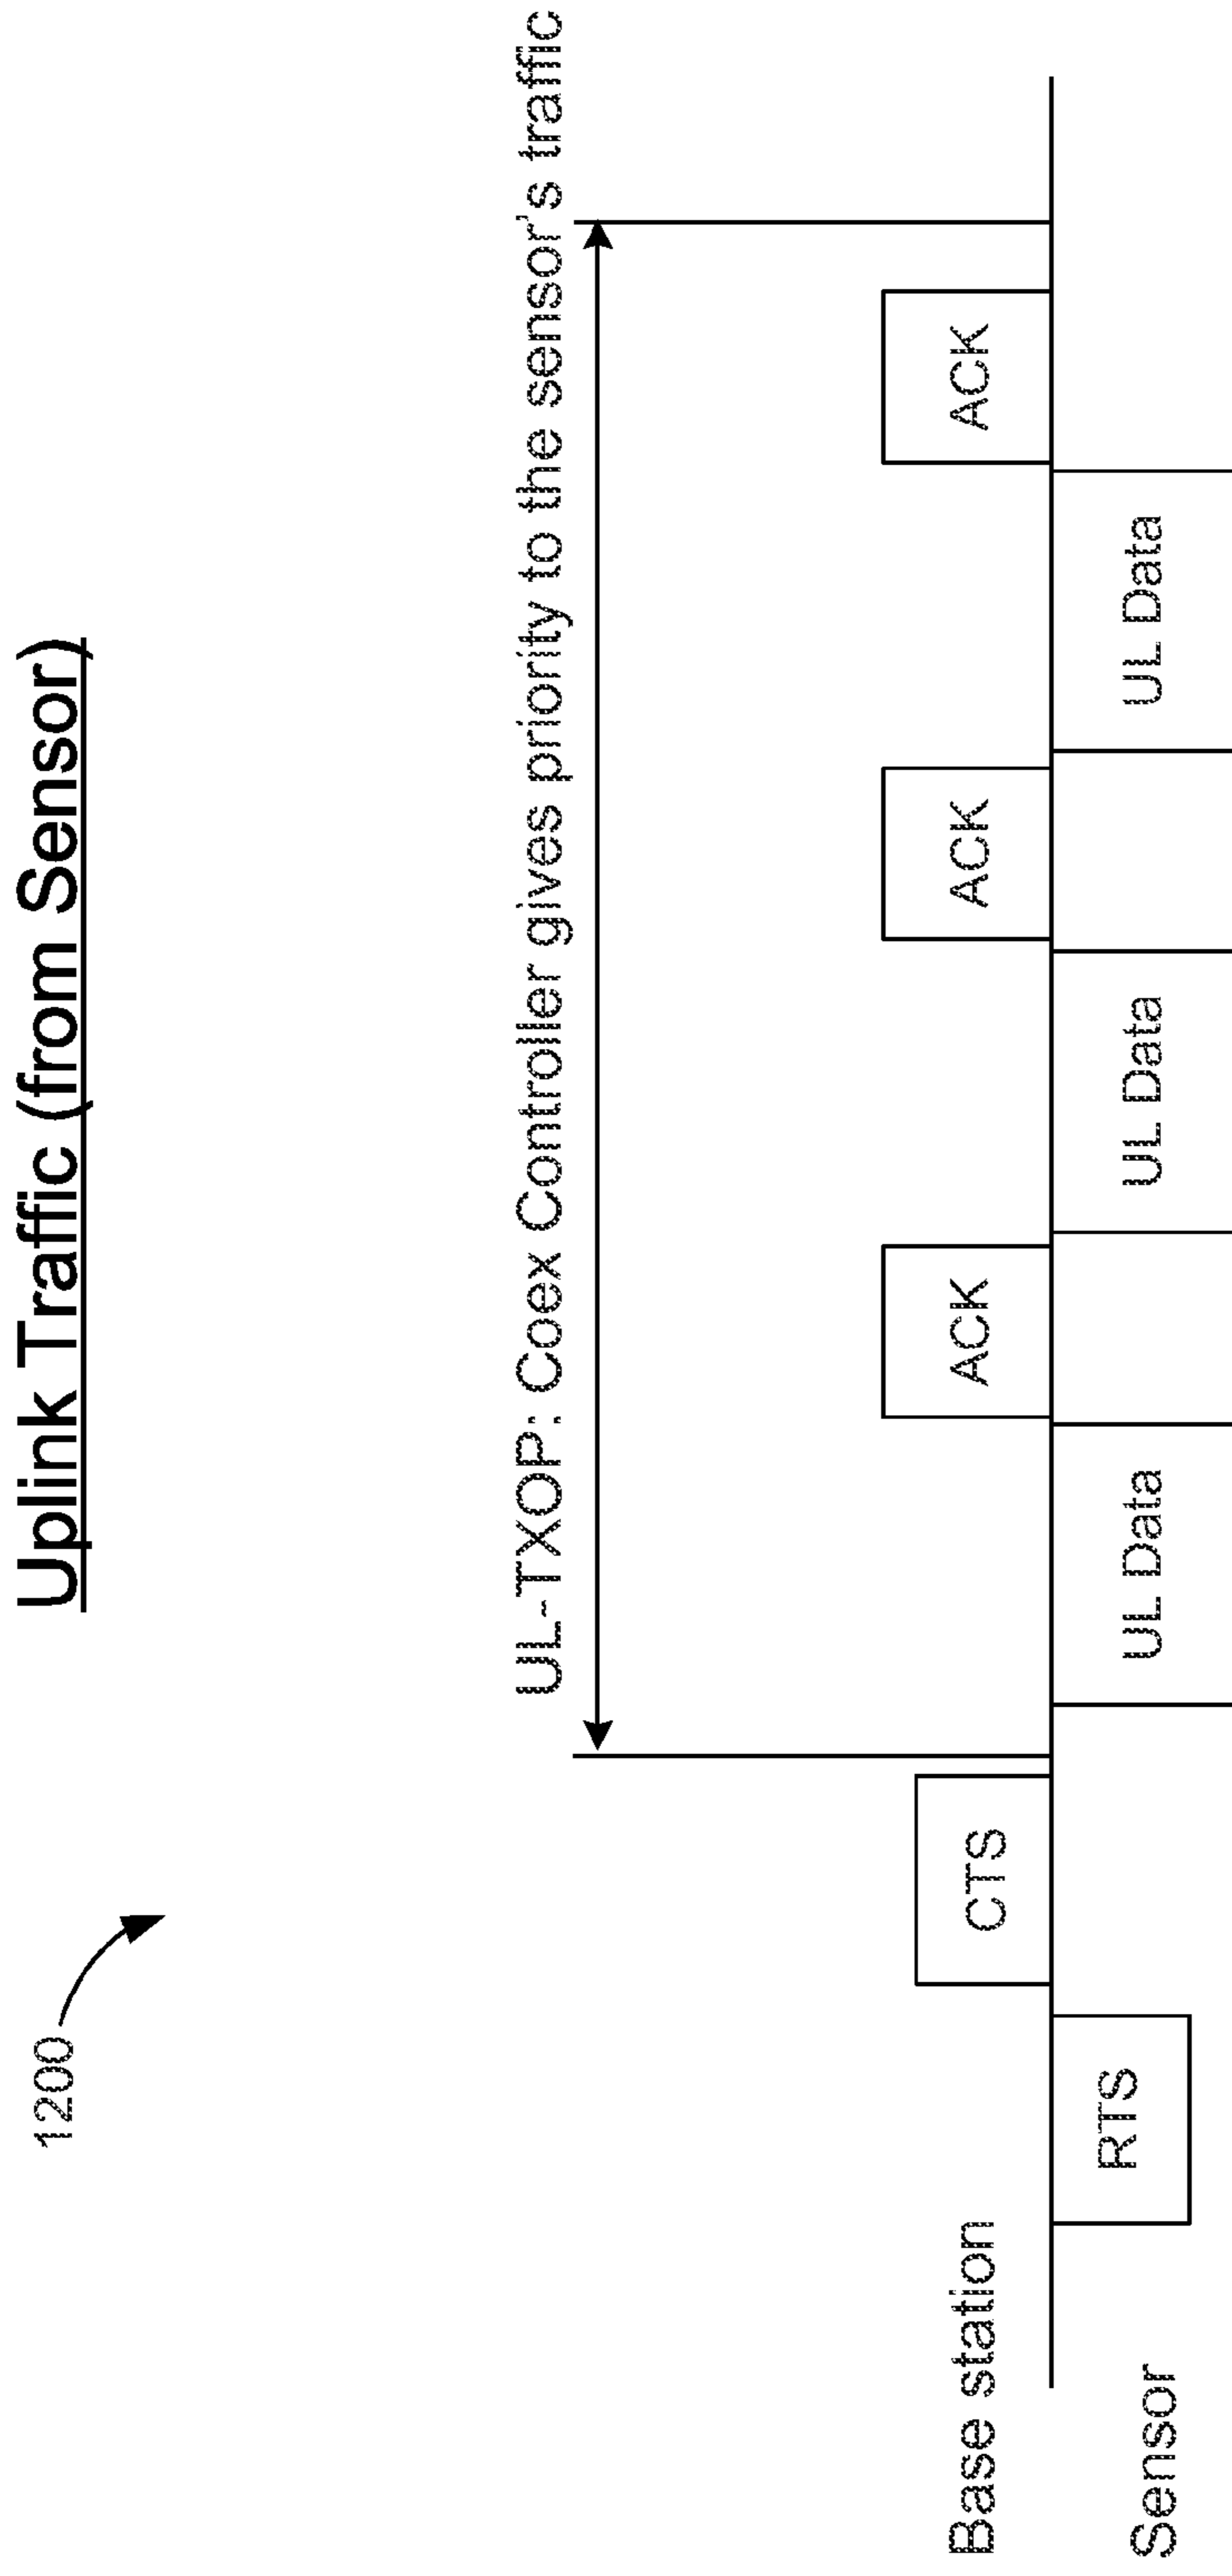 Uplink Traffic (from Sensor)
1200
UL-TXOP: Coex Controller gives priority to the sensor's traffic
Base station
CTS
ACK
ACK
ACK
Sensor
RTS
UL Data
UL Data
UL Data